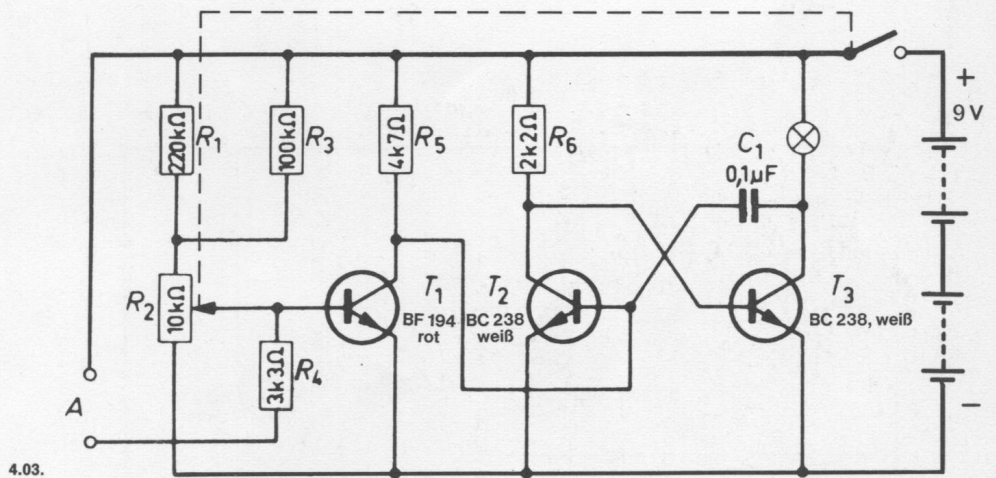 +
9V
−
220kΩ
R1
100kΩ
R3
4k7Ω
R5
2k2Ω
R6
C1
0,1µF
R2
10kΩ
T1
BF 194
rot
T2
BC 238
weiß
T3
BC 238, weiß
3k3Ω
R4
A
4.03.